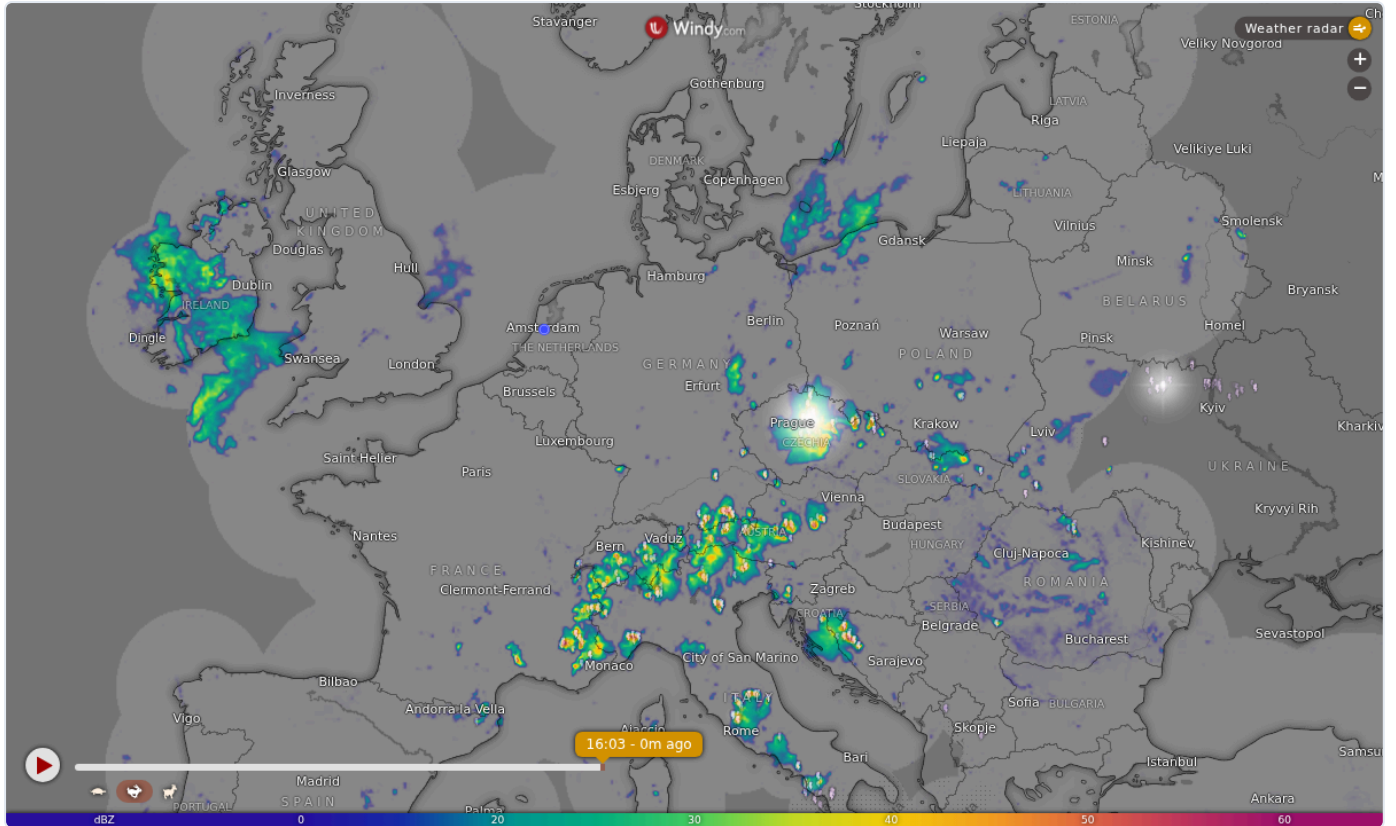 Stockholm
Stavanger
ESTONIA
Windy.com
Weather radar
Veliky Novgorod
Gothenburg
Inverness
LATVIA
Riga
Liepaja
Velikiye Luki
DENMARK
Glasgow
Copenhagen
Esbjerg
LITHUANIA
UNITED
KINGDOM
Smolensk
Vilnius
Gdansk
Douglas
Minsk
Hull
Hamburg
Dublin
Bryansk
BELARUS
IRELAND
Berlin
Poznań
Homel
Amsterdam
Warsaw
Dingle
Pinsk
THE NETHERLANDS
POLAND
Swansea
London
GERMANY
Erfurt
Brussels
Kyiv
Prague
Krakow
Kharkiv
Lviv
Luxembourg
CZECHIA
Saint Helier
UKRAINE
Paris
SLOVAKIA
Vienna
Kryvyi Rih
Budapest
AUSTRIA
Nantes
Vaduz
Bern
HUNGARY
Kishinev
Cluj-Napoca
FRANCE
ROMANIA
Clermont-Ferrand
Zagreb
SERBIA
CROATIA
Belgrade
Sevastopol
Bucharest
City of San Marino
Sarajevo
Monaco
Bilbao
ITALY
Sofia
BULGARIA
Andorra la Vella
Vigo
Ajaccio
Rome
Skopje
16:03 - 0m ago
Samsu
Bari
Istanbul
Madrid
Ankara
SPAIN
PORTUGAL
Palma
dBZ 0 20 30 40 50 60